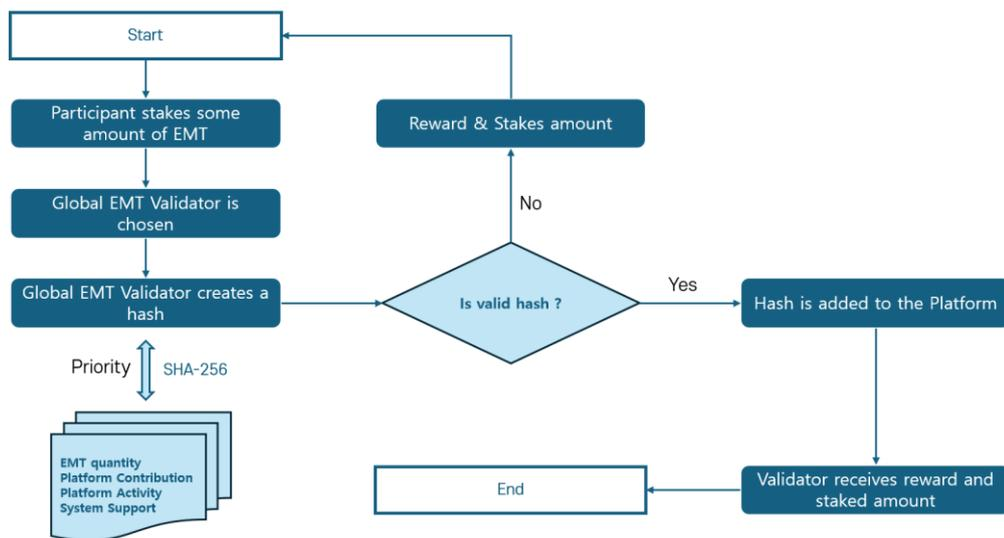 Start
Participant stakes some
amount of EMT
Reward & Stakes amount
Global EMT Validator is
chosen
No
Global EMT Validator creates a
hash
Is valid hash ?
Yes
Hash is added to the Platform
Priority
SHA-256
EMT quantity
Platform Contribution
Platform Activity
System Support
End
Validator receives reward and
staked amount